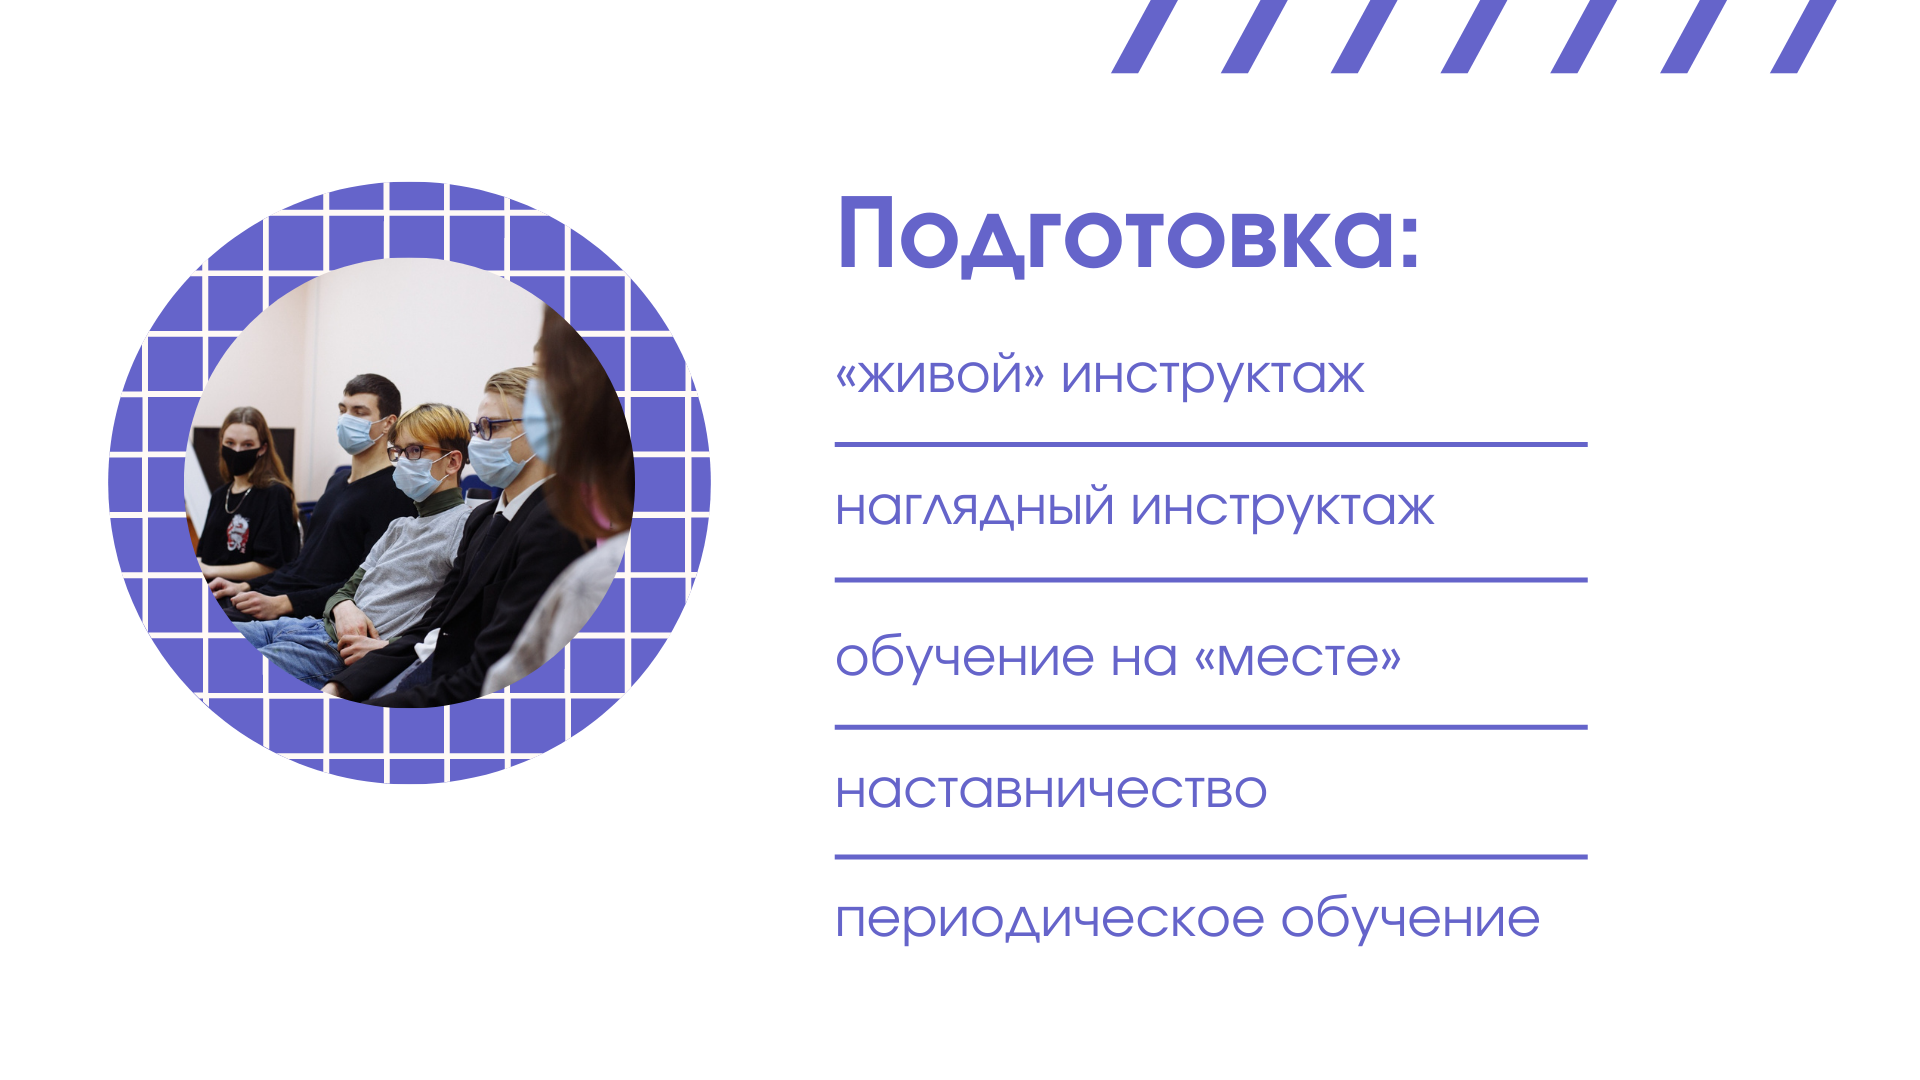 Подготовка:
«живой» инструктаж
наглядный инструктаж
обучение на «месте»
наставничество
периодическое обучение